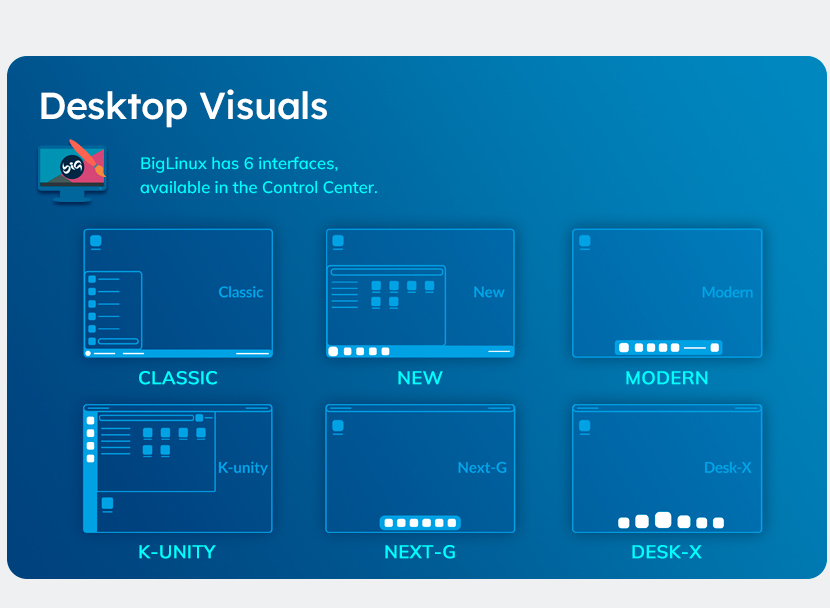 Desktop Visuals
BiG
BigLinux has 6 interfaces,
available in the Control Center.
Classic
New
Modern
CLASSIC
NEW
MODERN
K-unity
Next-G
Desk-X
K-UNITY
NEXT-G
DESK-X